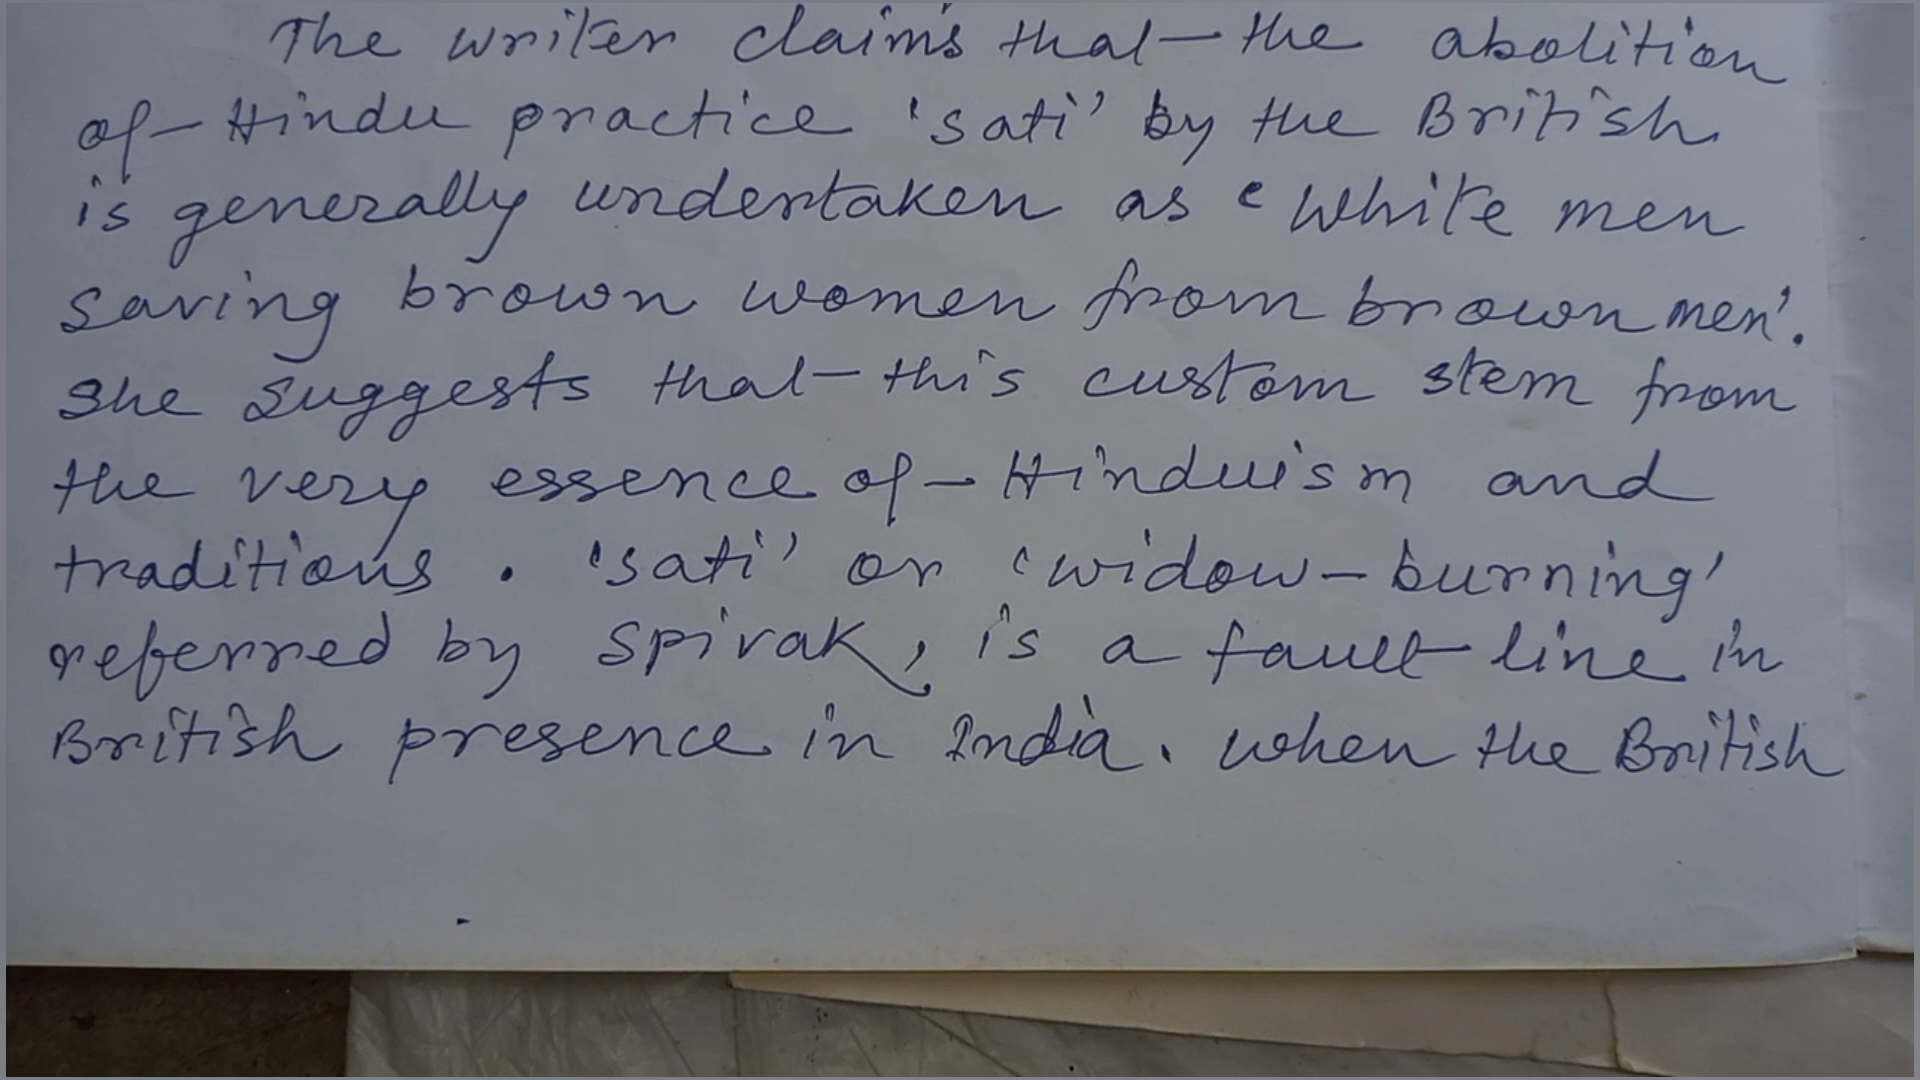 The writer claims that the abolition
of Hindu practice 'sati' by the British
is generally undertaken as 'White men
saving brown women from brown men'.
She suggests that this custom stem from
the very essence of Hinduism and
traditions. 'sati' or 'widow-burning'
referred by Spivak, is a fault line in
British presence in India. when the British